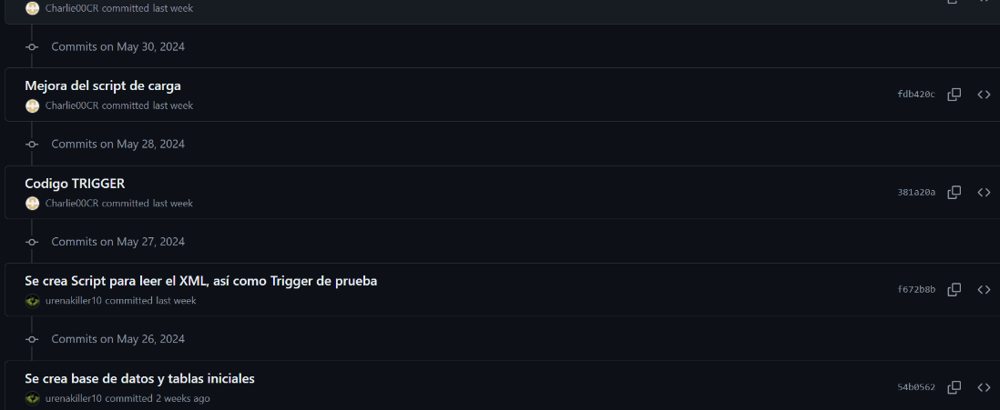 Charlie00CR committed last week
Commits on May 30, 2024
Mejora del script de carga
Charlie00CR committed last week
fdb420c
Commits on May 28, 2024
Codigo TRIGGER
Charlie00CR committed last week
381a20a
Commits on May 27, 2024
Se crea Script para leer el XML, así como Trigger de prueba
urenakiller10 committed last week
f672b8b
Commits on May 26, 2024
Se crea base de datos y tablas iniciales
urenakiller10 committed 2 weeks ago
54b0562